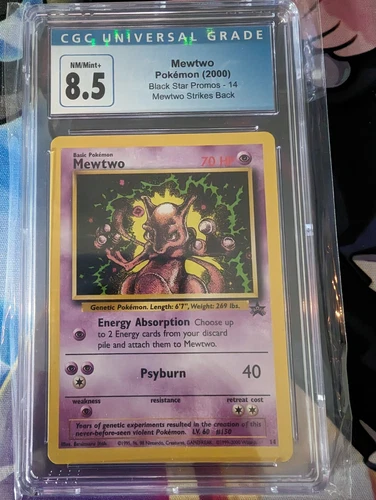 CGC UNIVERSAL GRADE
NM/Mint+
8.5
Mewtwo
Pokémon (2000)
Black Star Promos - 14
Mewtwo Strikes Back
Basic Pokémon
Mewtwo
70 HP
Genetic Pokémon. Length: 6'7", Weight: 269 lbs.
Energy Absorption Choose up
to 2 Energy cards from your discard
pile and attach them to Mewtwo.
Psyburn 40
weakness resistance retreat cost
Years of genetic experiments resulted in the creation of this
never-before-seen violent Pokémon. LV. 60 #150
14